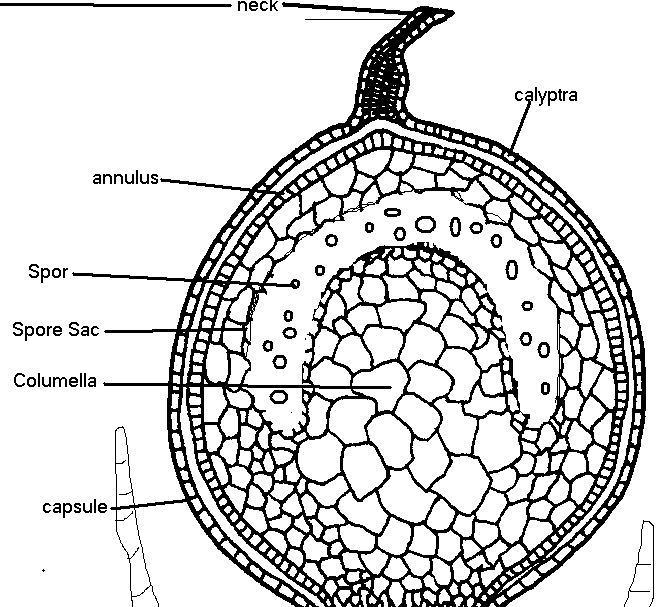 neck
calyptra
annulus
Spor
Spore Sac
Columella
capsule